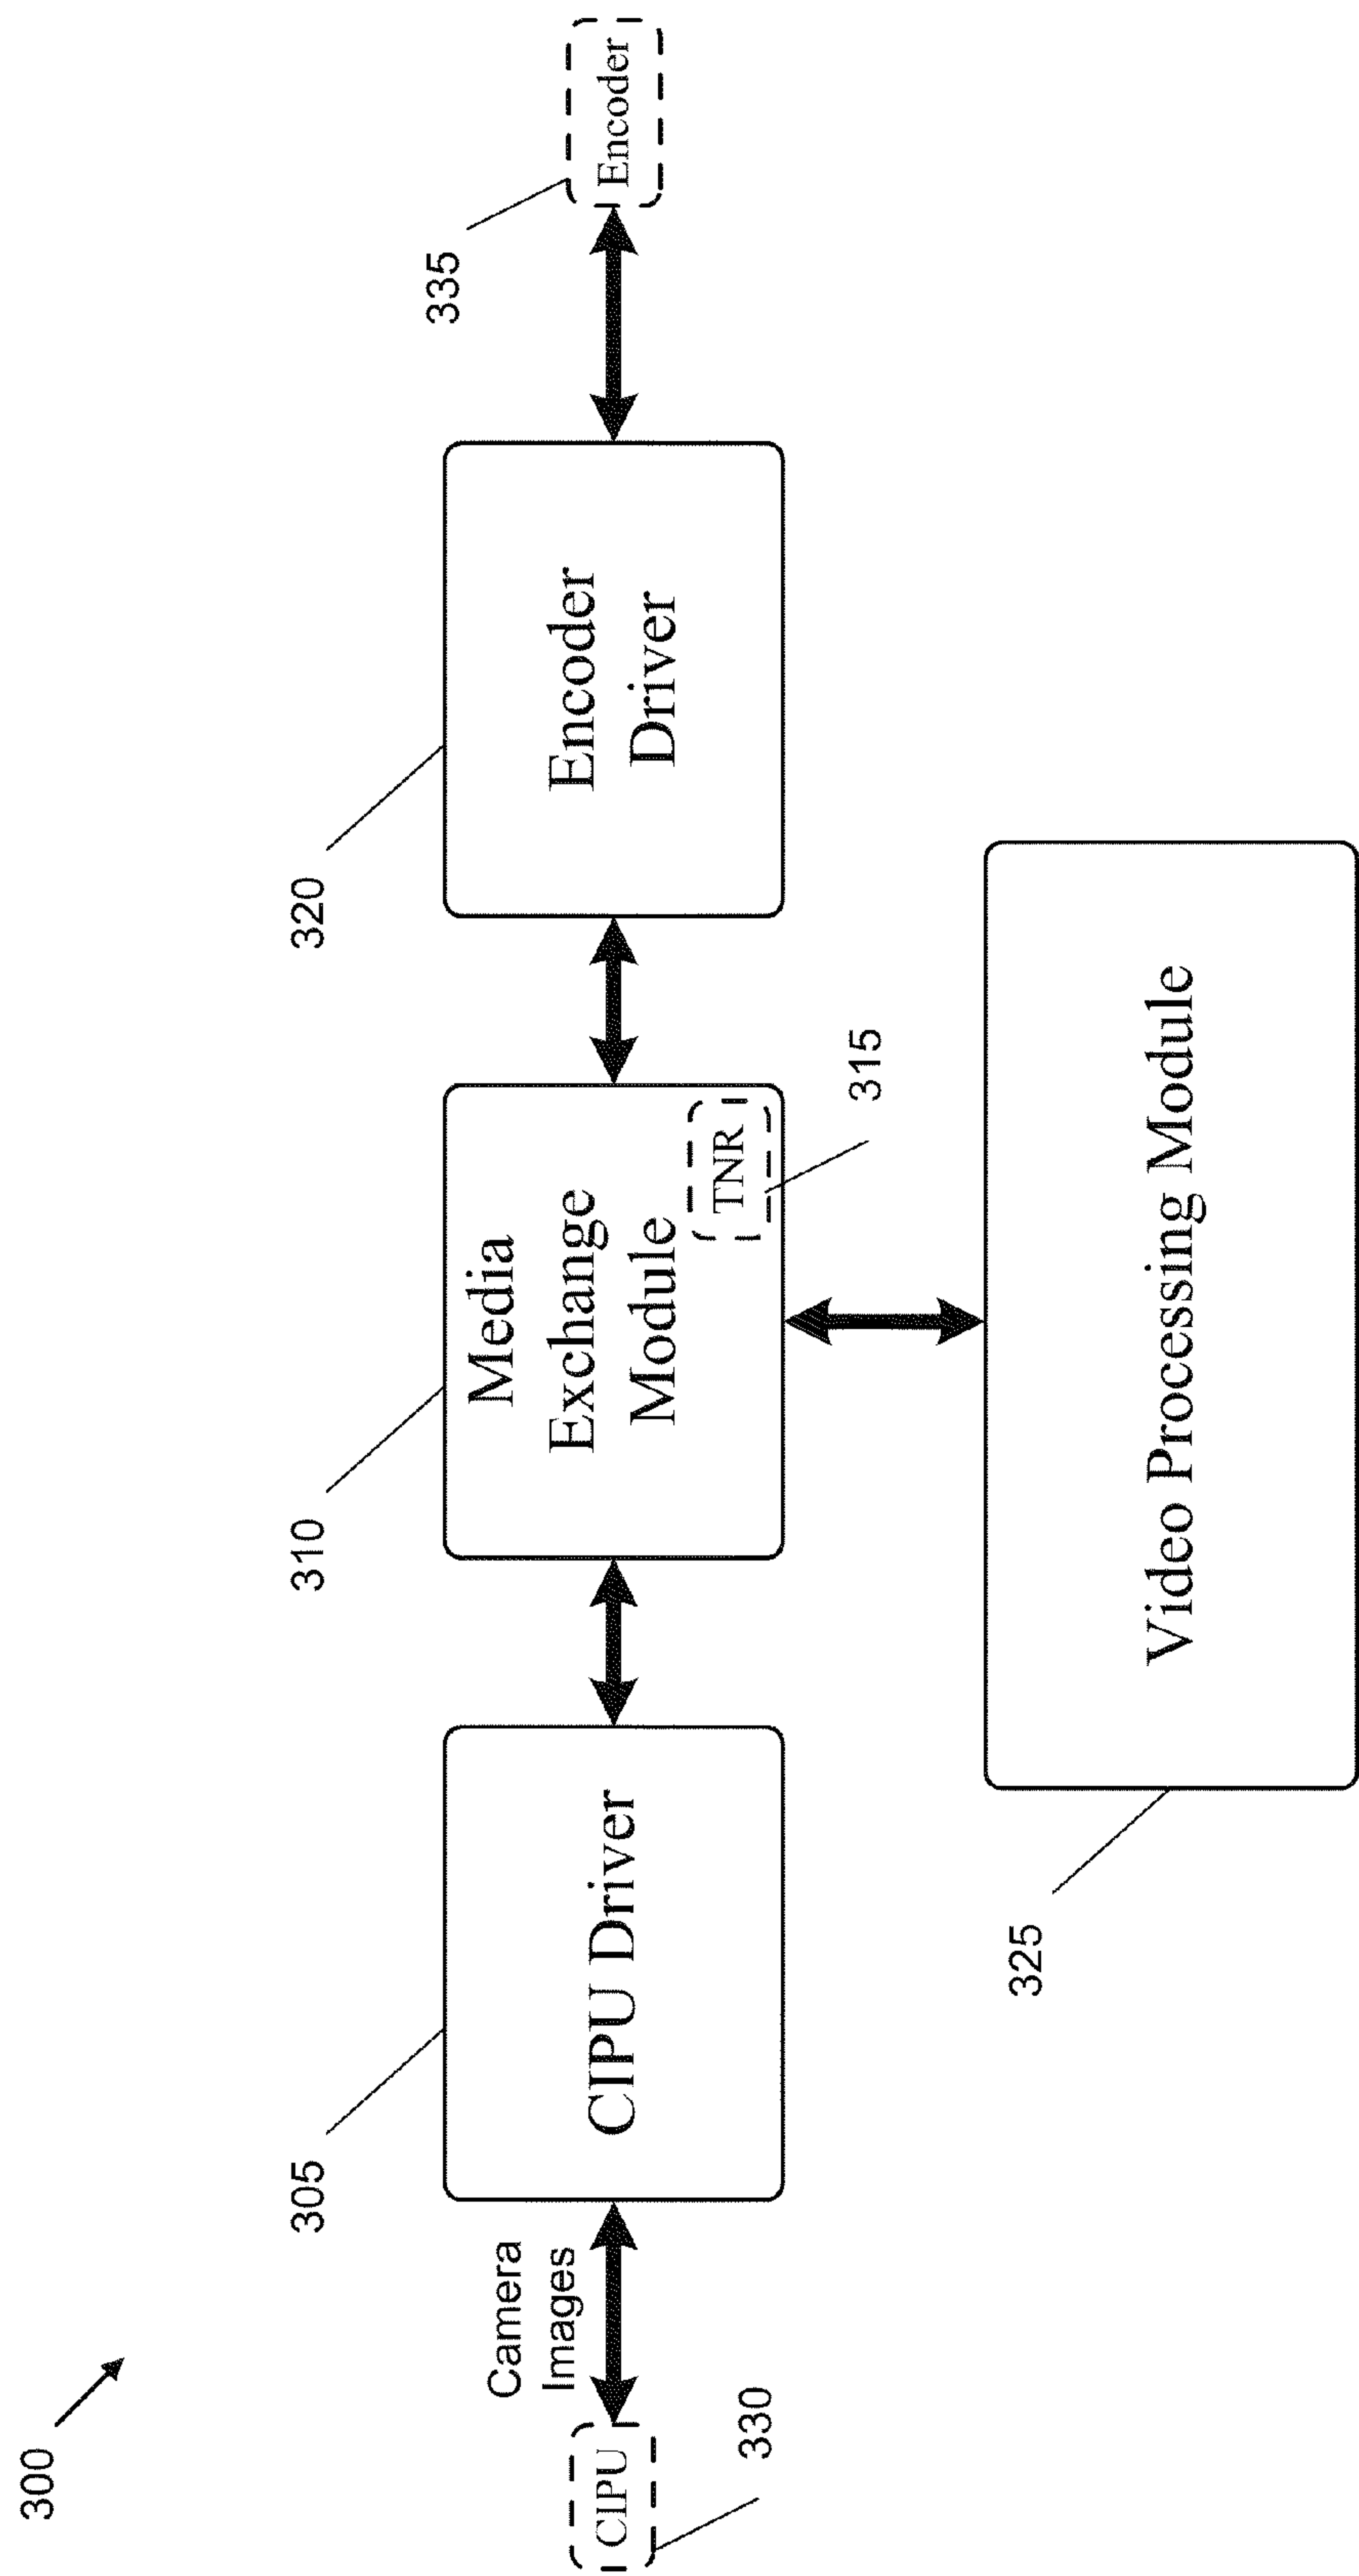 300
330
CIPU
Camera
Images
305
CIPU Driver
310
Media
Exchange
Module
TNR
315
320
Encoder
Driver
335
Encoder
325
Video Processing Module